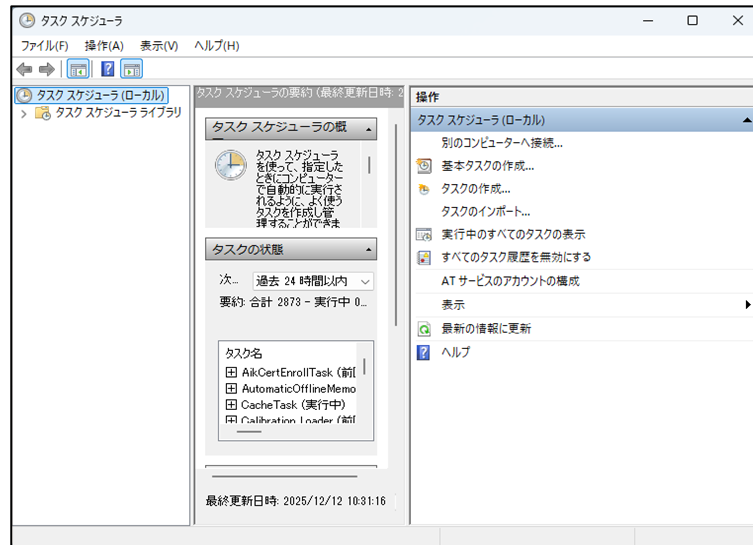 タスク スケジューラ
ファイル(F) 操作(A) 表示(V) ヘルプ(H)
タスク スケジューラ (ローカル)
タスク スケジューラ ライブラリ
タスク スケジューラの要約 (最終更新日時: 2
タスク スケジューラの概
タスク スケジューラ
を使って、指定した
ときにコンピューター
で自動的に実行さ
れるように、よく使う
タスクを作成し管
理することができま
タスクの状態
次... 過去 24 時間以内
要約: 合計 2873 - 実行中 0...
タスク名
AikCertEnrollTask (前回
AutomaticOfflineMemo
CacheTask (実行中)
Calibration Loader (前回
最終更新日時: 2025/12/12 10:31:16
操作
タスク スケジューラ (ローカル)
別のコンピューターへ接続...
基本タスクの作成...
タスクの作成...
タスクのインポート...
実行中のすべてのタスクの表示
すべてのタスク履歴を無効にする
AT サービスのアカウントの構成
表示
最新の情報に更新
ヘルプ